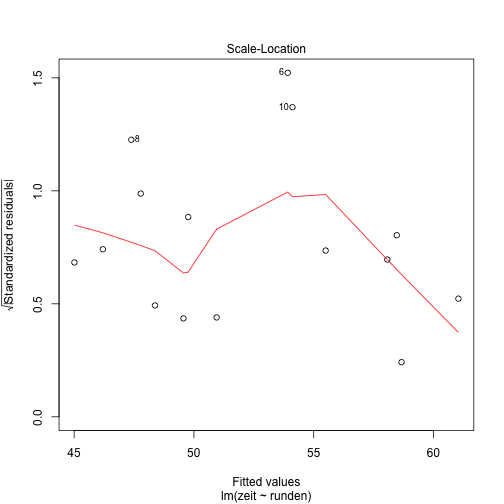 Scale-Location
√|Standardized residuals|
1.5
1.0
0.5
0.0
6
10
8
45
50
55
60
Fitted values
lm(zeit ~ runden)